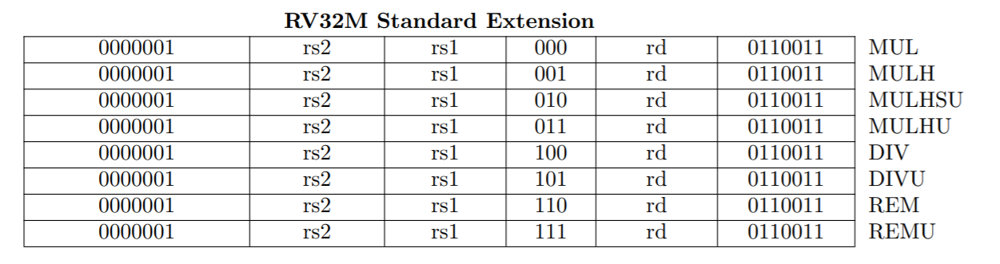 RV32M Standard Extension
0000001 rs2 rs1 000 rd 0110011 MUL
0000001 rs2 rs1 001 rd 0110011 MULH
0000001 rs2 rs1 010 rd 0110011 MULHSU
0000001 rs2 rs1 011 rd 0110011 MULHU
0000001 rs2 rs1 100 rd 0110011 DIV
0000001 rs2 rs1 101 rd 0110011 DIVU
0000001 rs2 rs1 110 rd 0110011 REM
0000001 rs2 rs1 111 rd 0110011 REMU